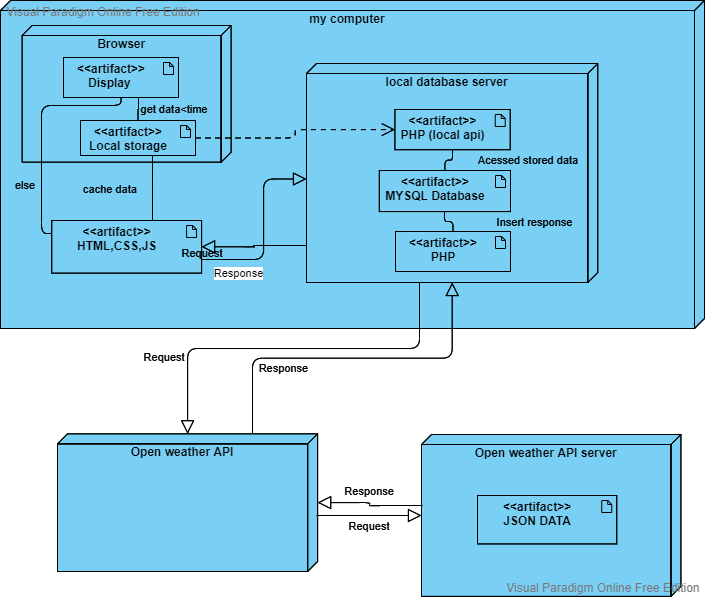 Visual Paradigm Online Free Edition
my computer
Browser
<<artifact>>
Display
get data<time
<<artifact>>
Local storage
else
cache data
<<artifact>>
HTML,CSS,JS
Request
Response
local database server
<<artifact>>
PHP (local api)
Acessed stored data
<<artifact>>
MYSQL Database
Insert response
<<artifact>>
PHP
Request
Response
Open weather API
Response
Request
Open weather API server
<<artifact>>
JSON DATA
Visual Paradigm Online Free Edition